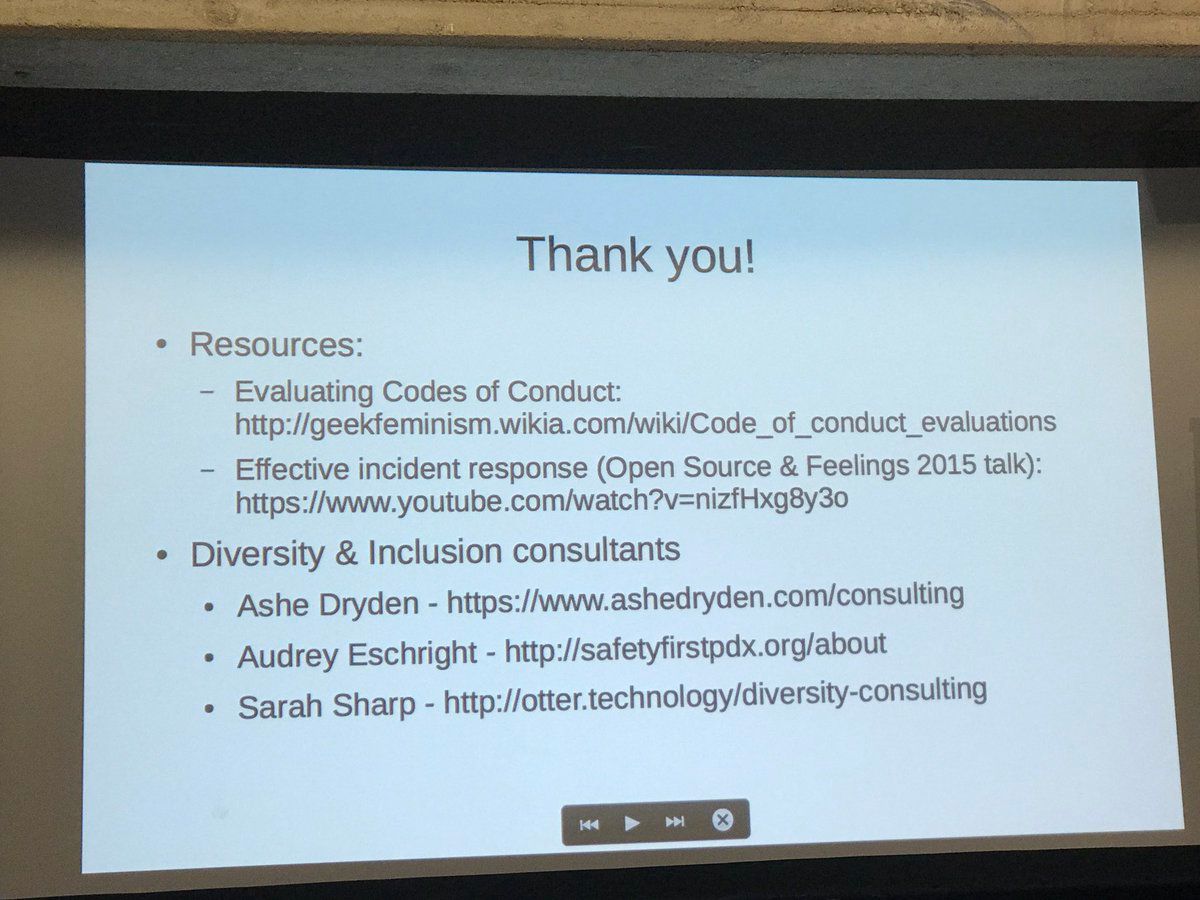 Thank you!
• Resources:
– Evaluating Codes of Conduct:
http://geekfeminism.wikia.com/wiki/Code_of_conduct_evaluations
– Effective incident response (Open Source & Feelings 2015 talk):
https://www.youtube.com/watch?v=nizfHxg8y3o
• Diversity & Inclusion consultants
• Ashe Dryden - https://www.ashedryden.com/consulting
• Audrey Eschright - http://safetyfirstpdx.org/about
• Sarah Sharp - http://otter.technology/diversity-consulting